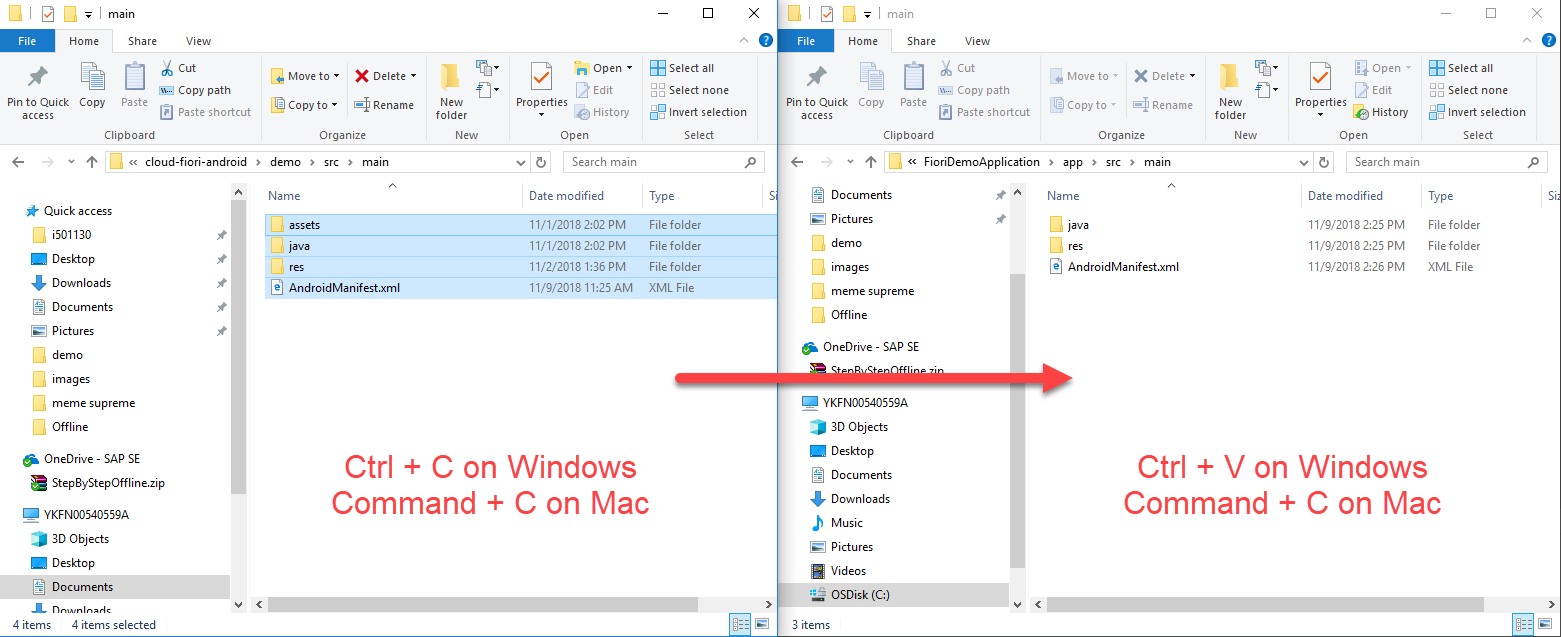 main
File Home Share View
Pin to Quick access
Copy
Paste
Cut
Copy path
Paste shortcut
Clipboard
Move to
Copy to
Delete
Rename
Organize
New folder
New
Properties
Open
Edit
History
Open
Select all
Select none
Invert selection
Select
« cloud-fiori-android > demo > src > main
Search main
Quick access
i501130
Desktop
Downloads
Documents
Pictures
demo
images
meme supreme
Offline
OneDrive - SAP SE
StepByStepOffline.zip
YKFN00540559A
3D Objects
Desktop
Documents
Downloads
Name Date modified Type Si
assets 11/1/2018 2:02 PM File folder
java 11/1/2018 2:02 PM File folder
res 11/2/2018 1:36 PM File folder
AndroidManifest.xml 11/9/2018 11:25 AM XML File
Ctrl + C on Windows
Command + C on Mac
4 items 4 items selected
main
File Home Share View
Pin to Quick access
Copy
Paste
Cut
Copy path
Paste shortcut
Clipboard
Move to
Copy to
Delete
Rename
Organize
New folder
New
Properties
Open
Edit
History
Open
Select all
Select none
Invert selection
Select
« FioriDemoApplication > app > src > main
Search main
Documents
Pictures
demo
images
meme supreme
Offline
OneDrive - SAP SE
StepByStepOffline.zip
YKFN00540559A
3D Objects
Desktop
Documents
Downloads
Music
Pictures
Videos
OSDisk (C:)
Name Date modified Type Siz
java 11/9/2018 2:25 PM File folder
res 11/9/2018 2:25 PM File folder
AndroidManifest.xml 11/9/2018 2:26 PM XML File
Ctrl + V on Windows
Command + C on Mac
3 items